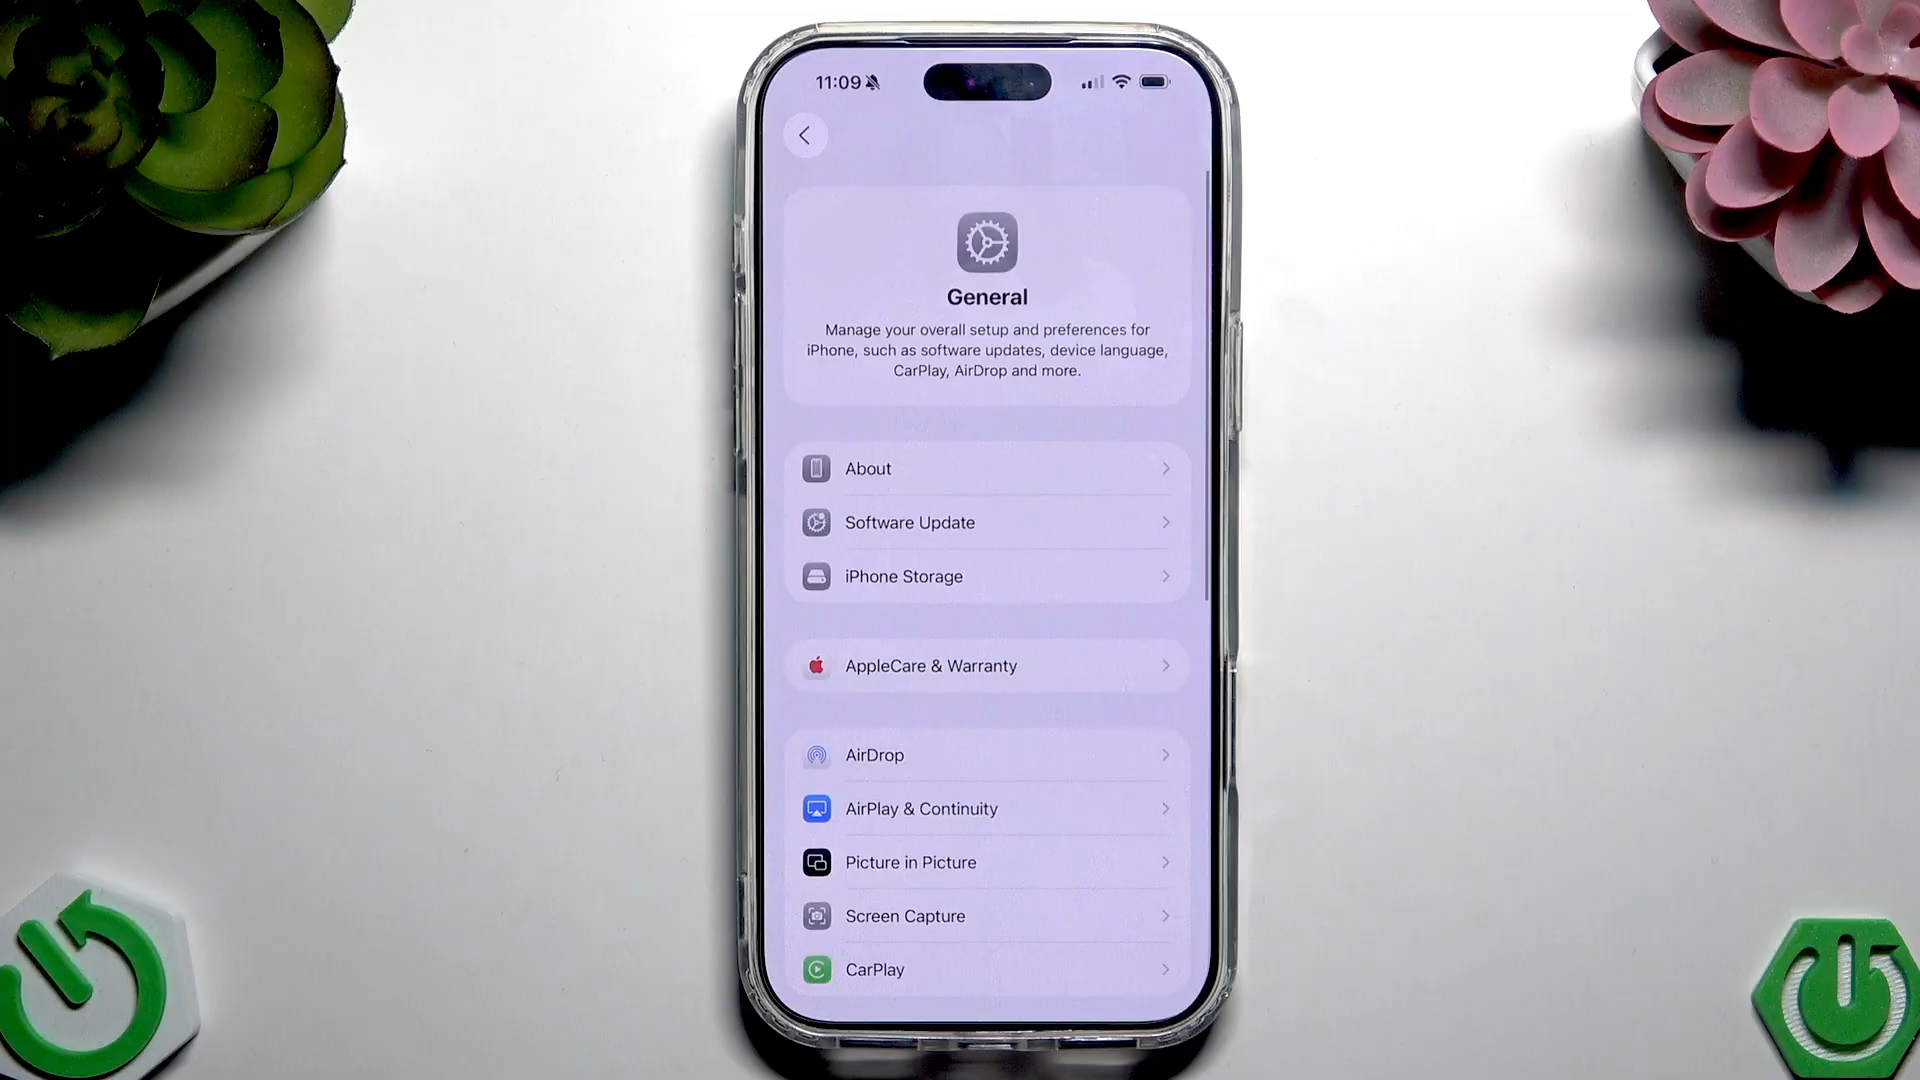 11:09
General
Manage your overall setup and preferences for
iPhone, such as software updates, device language,
CarPlay, AirDrop and more.
About
Software Update
iPhone Storage
AppleCare & Warranty
AirDrop
AirPlay & Continuity
Picture in Picture
Screen Capture
CarPlay